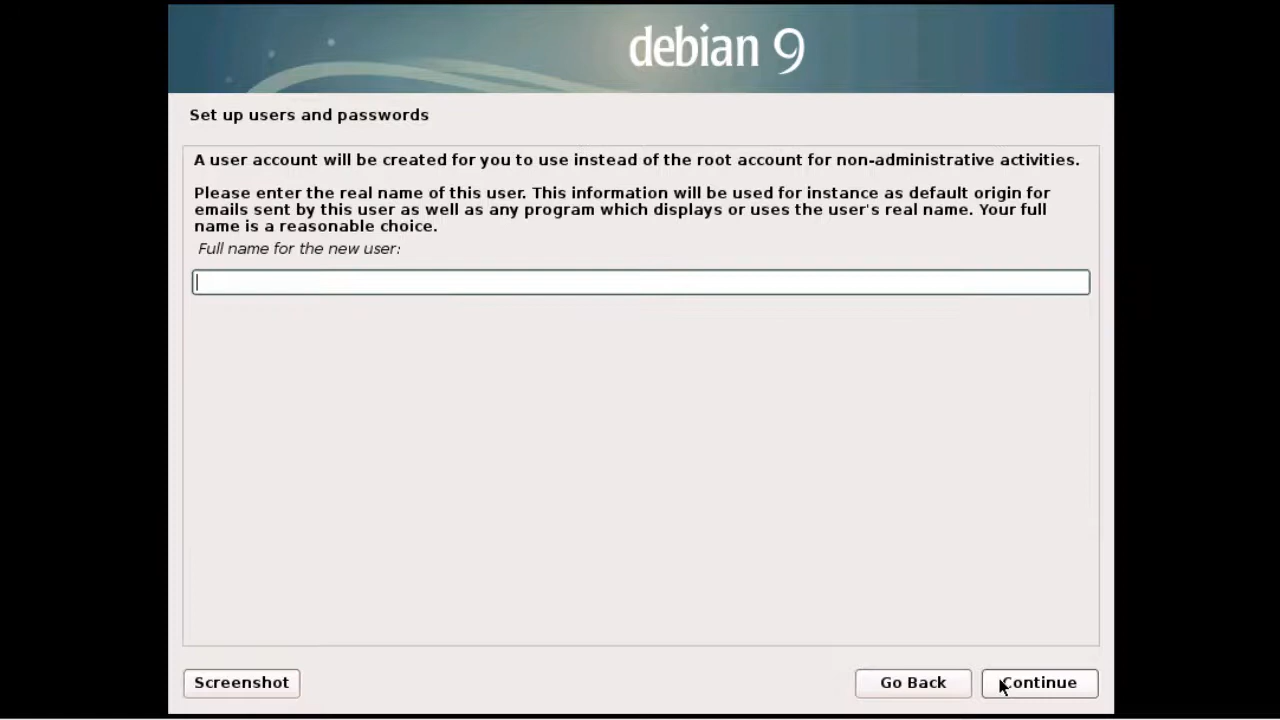 debian 9
Set up users and passwords
A user account will be created for you to use instead of the root account for non-administrative activities.
Please enter the real name of this user. This information will be used for instance as default origin for
emails sent by this user as well as any program which displays or uses the user's real name. Your full
name is a reasonable choice.
Full name for the new user:
Screenshot
Go Back
Continue